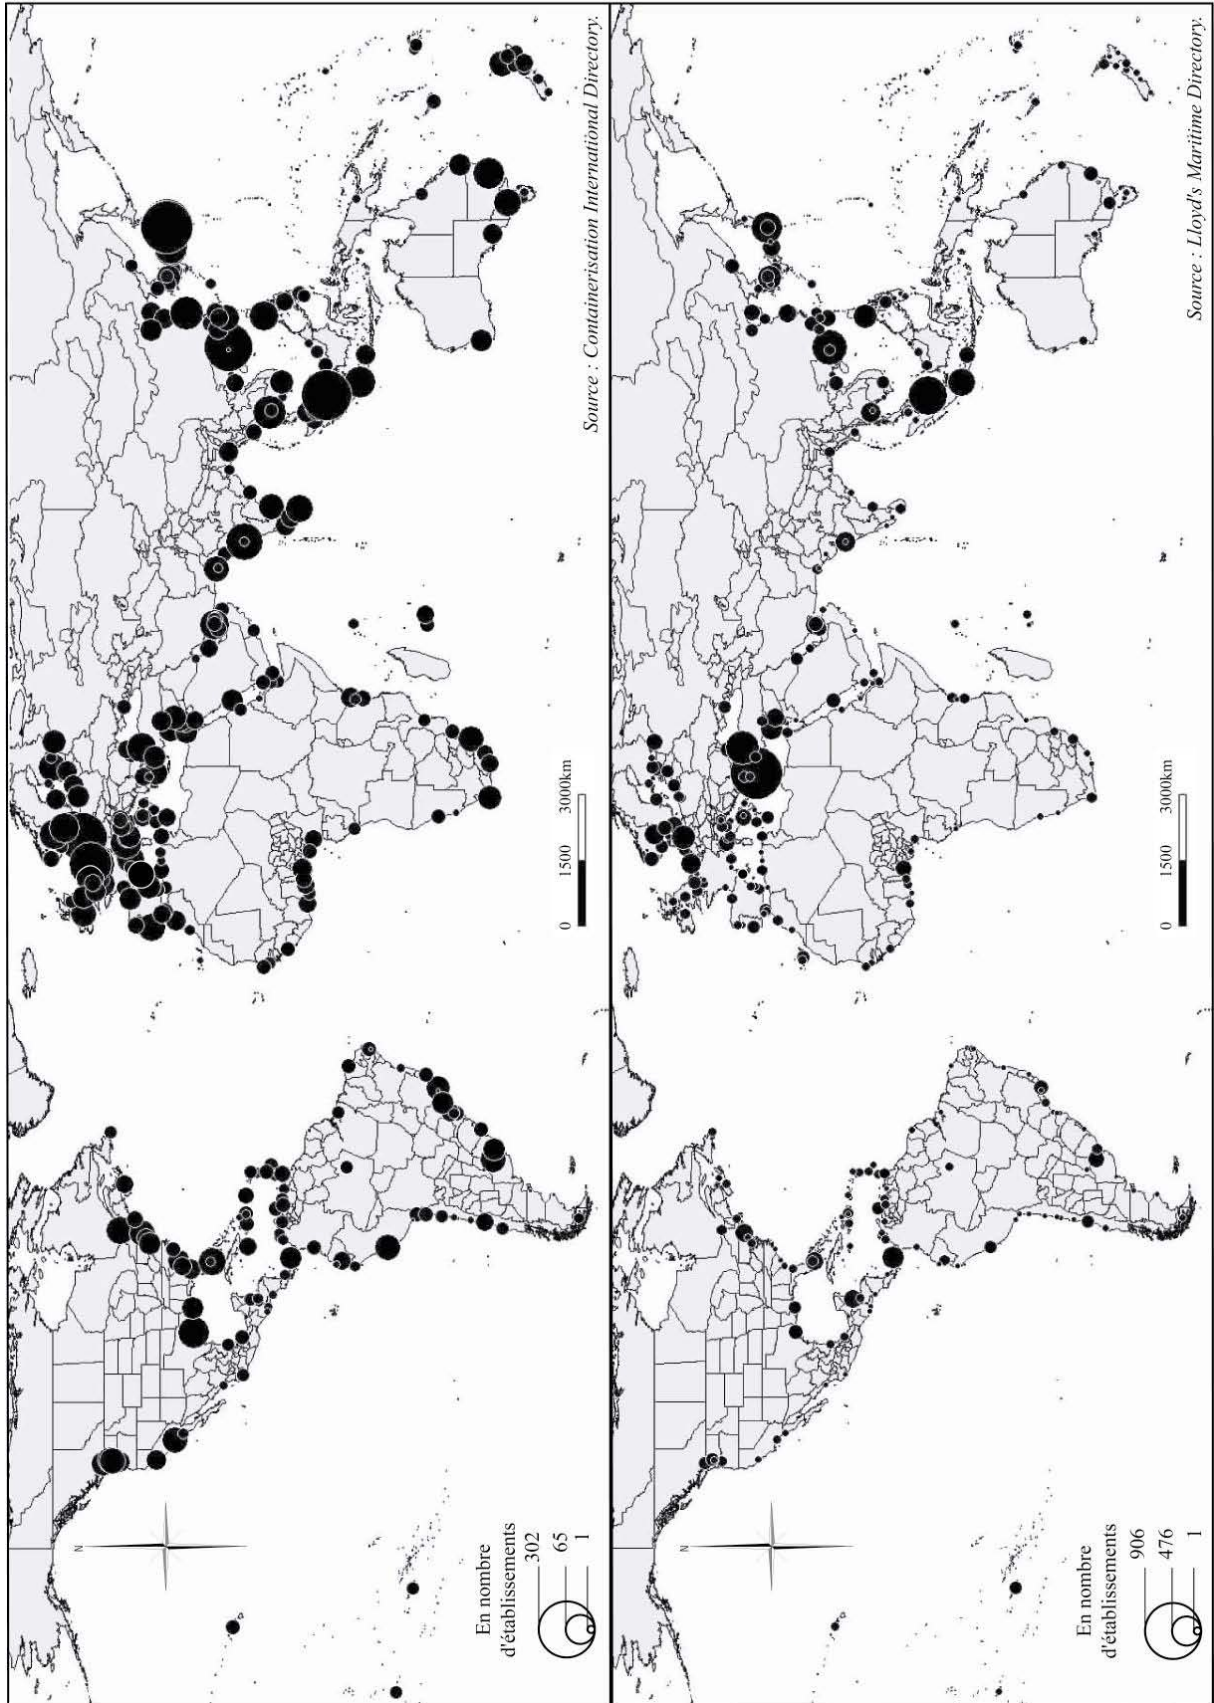 N
En nombre
d'établissements
302
65
1
0 1500 3000km
Source : Containerisation International Directory.
N
En nombre
d'établissements
906
476
1
0 1500 3000km
Source : Lloyd's Maritime Directory.